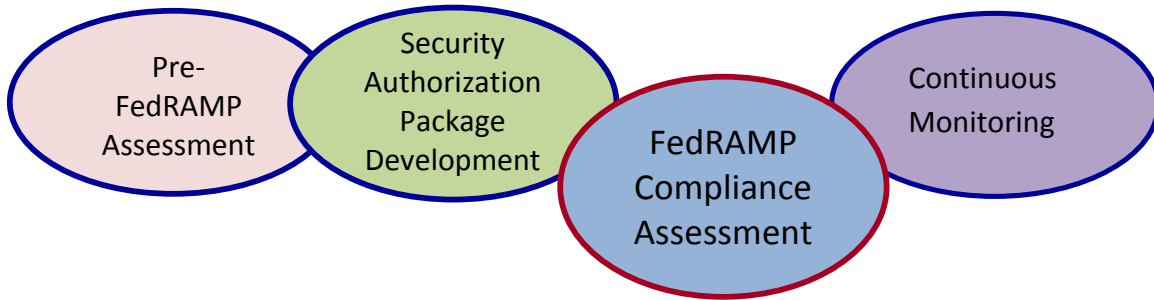 Pre-
FedRAMP
Assessment
Security
Authorization
Package
Development
FedRAMP
Compliance
Assessment
Continuous
Monitoring